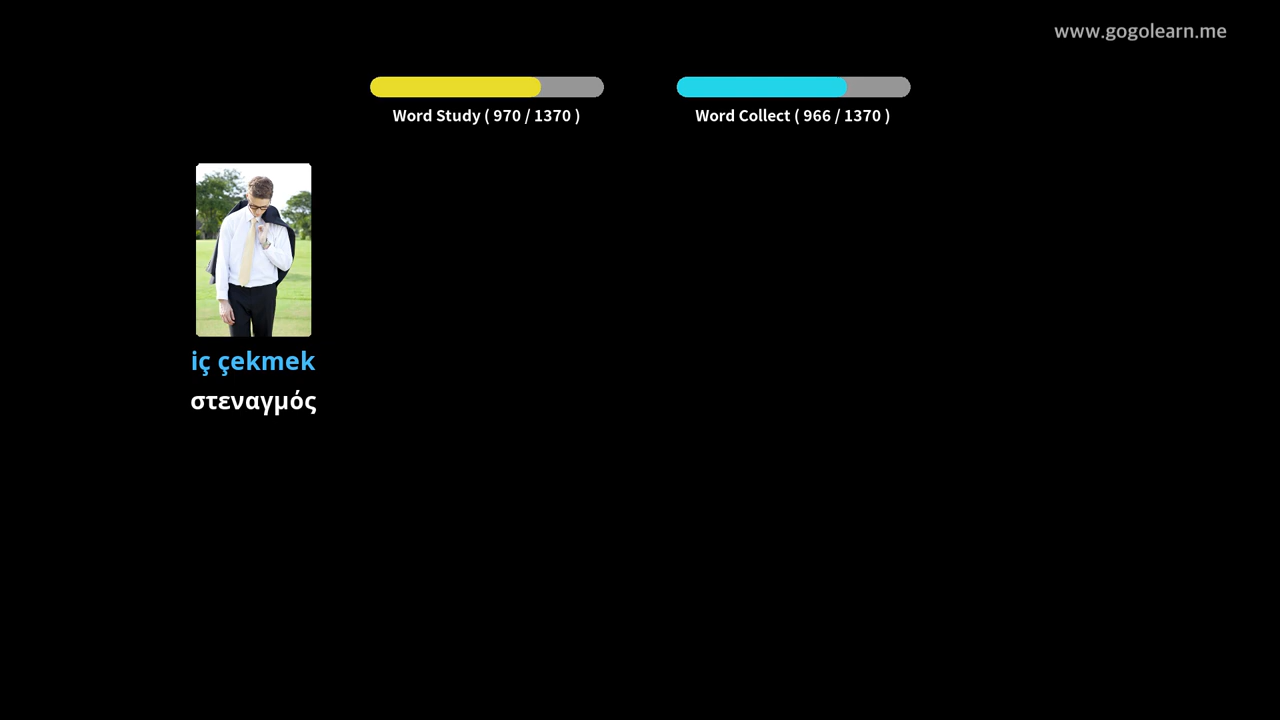 www.gogolearn.me
Word Study ( 970 / 1370 )
Word Collect ( 966 / 1370 )
iç çekmek
στεναγμός